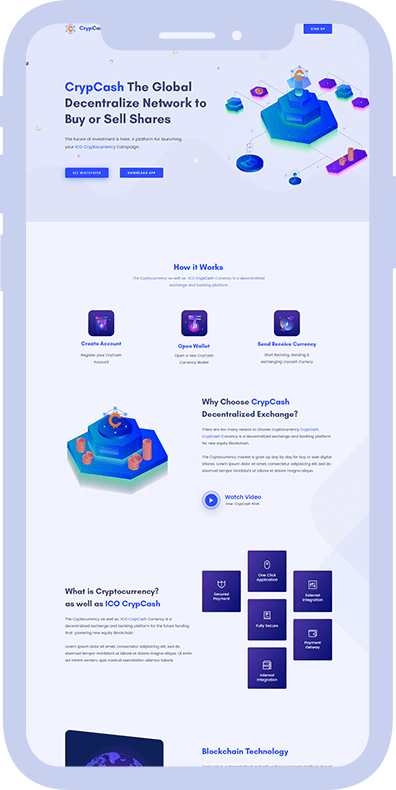 CrypCas
SIGN UP
CrypCash The Global
Decentralize Network to
Buy or Sell Shares
The future of investment is here. A platform for launching
your ICO Cryptocurrency Campaign.
ICO WHITEPAPER
DOWNLOAD APP
How it Works
The Cyptocurrency as well as ICO CrypCash Currency is a decentralized
exchange and banking platform
Create Account
Register your CryCash
Account
Open Wallet
Open a new CryCash
Currency Wallet
Send Receive Currency
Start Reciving, Sending &
exchanging crycash Currecy
Why Choose CrypCash
Decentralized Exchange?
There are too many reason to choose cryptocurrency CrypCash.
CrypCash Currency is a decentralized exchange and banking platform
for new equity Blockchain.
The Cryptocurrency market is grow up day by day for buy or sale digital
Shares. Lorem ipsum dolor sit amet, consectetur adipiscing elit, sed do
eiusmod tempor incididunt ut labore et dolore magna aliqua.
Watch Video
how CrypCash Work
What is Cryptocurrency?
as well as ICO CrypCash
The Cyptocurrency as well as ICO CrypCash Currency is a
decentralized exchange and banking platform for the future funding
that powering new equity Blockchain
Lorem ipsum dolor sit amet, consectetur adipiscing elit, sed do
eiusmod tempor incididunt ut labore et dolore magna aliqua. Ut enim
ad minim veniam, quis nostrud exercitation ullamco laboris
Secured
Payment
One Click
Application
External
Integration
Fully Secure
Payment
Getway
Internal
Integration
Blockchain Technology